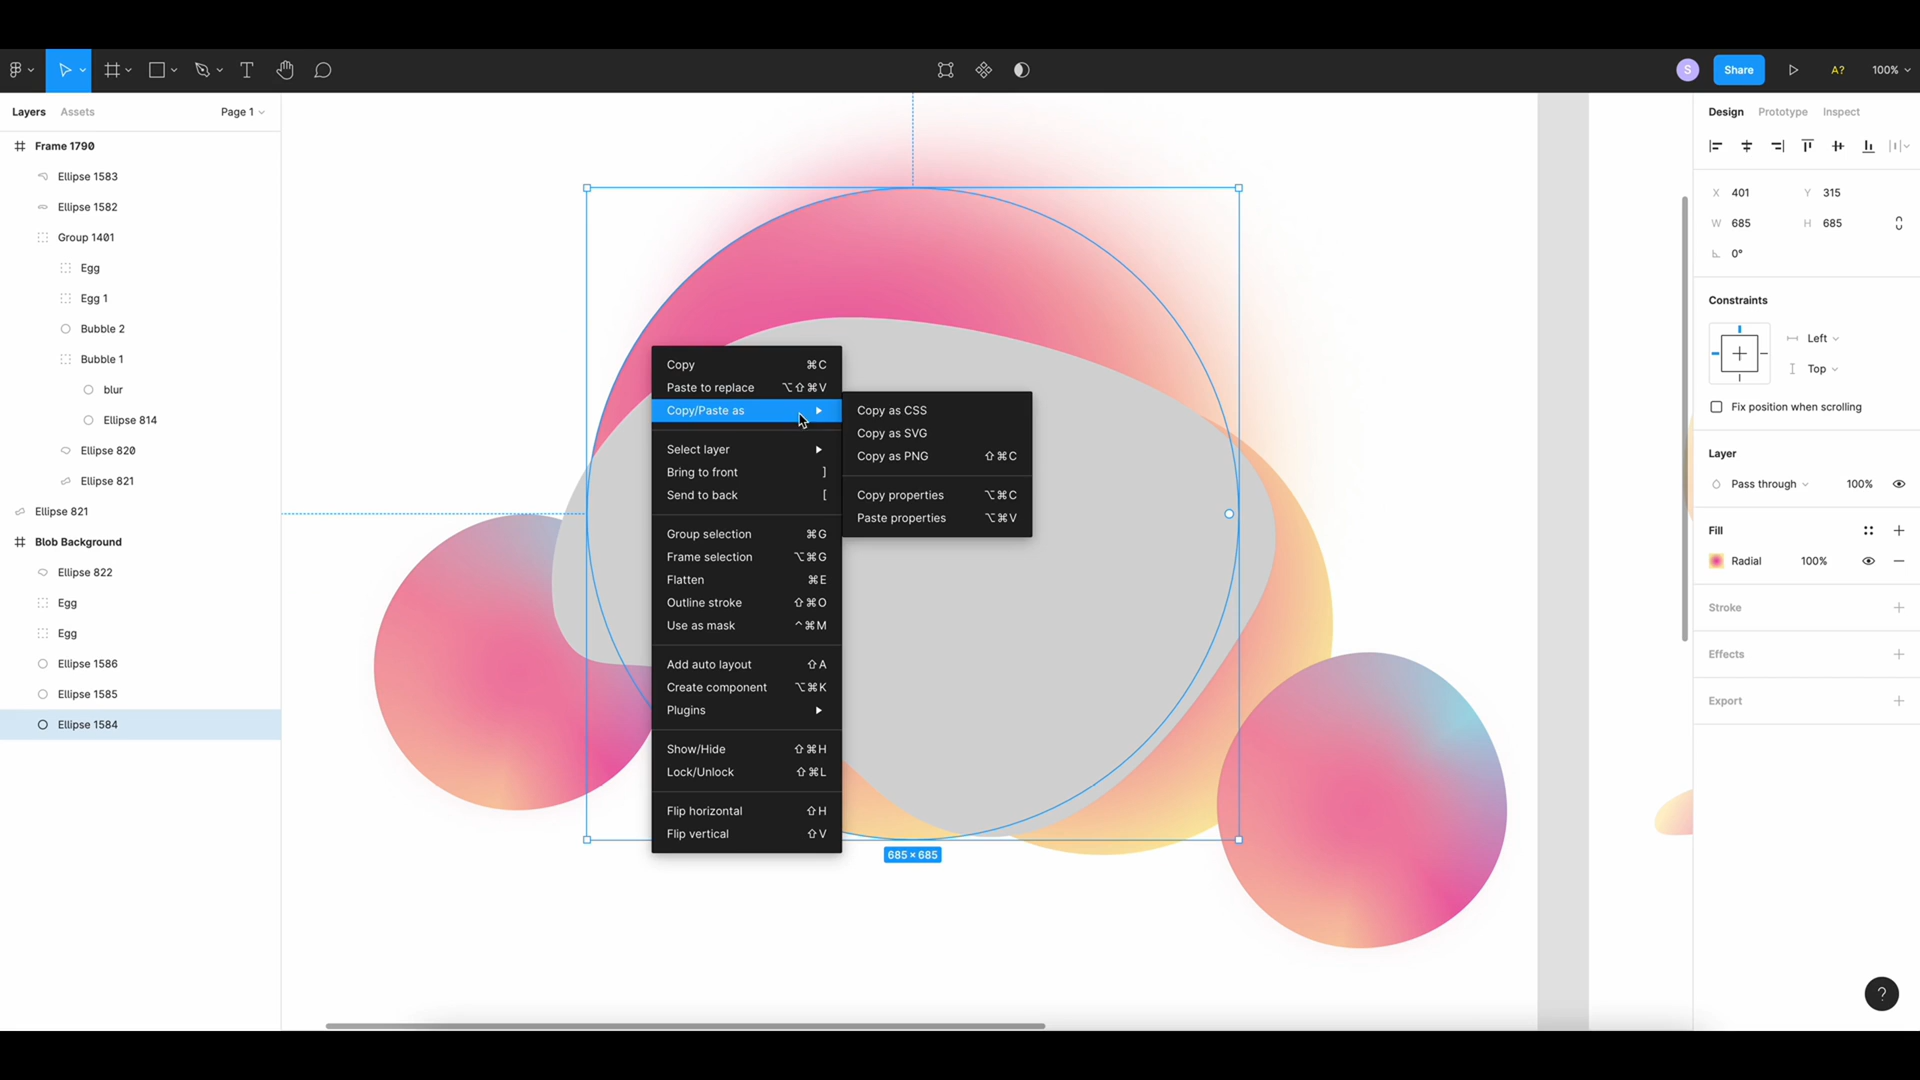 S
Share
A?
100%
Layers
Assets
Page 1
Design
Prototype
Inspect
Frame 1790
Ellipse 1583
Ellipse 1582
Group 1401
Egg
Egg 1
Bubble 2
Bubble 1
blur
Ellipse 814
Ellipse 820
Ellipse 821
Ellipse 821
Blob Background
Ellipse 822
Egg
Egg
Ellipse 1586
Ellipse 1585
Ellipse 1584
Copy ⌘C
Paste to replace ⌥⇧⌘V
Copy/Paste as
Select layer
Bring to front ]
Send to back [
Group selection ⌘G
Frame selection ⌥⌘G
Flatten ⌘E
Outline stroke ⇧⌘O
Use as mask ^⌘M
Add auto layout ⇧A
Create component ⌥⌘K
Plugins
Show/Hide ⇧⌘H
Lock/Unlock ⇧⌘L
Flip horizontal ⇧H
Flip vertical ⇧V
Copy as CSS
Copy as SVG
Copy as PNG ⇧⌘C
Copy properties ⌥⌘C
Paste properties ⌥⌘V
685 × 685
X 401 Y 315
W 685 H 685
0°
Constraints
Left
Top
Fix position when scrolling
Layer
Pass through 100%
Fill
Radial 100%
Stroke
Effects
Export
?